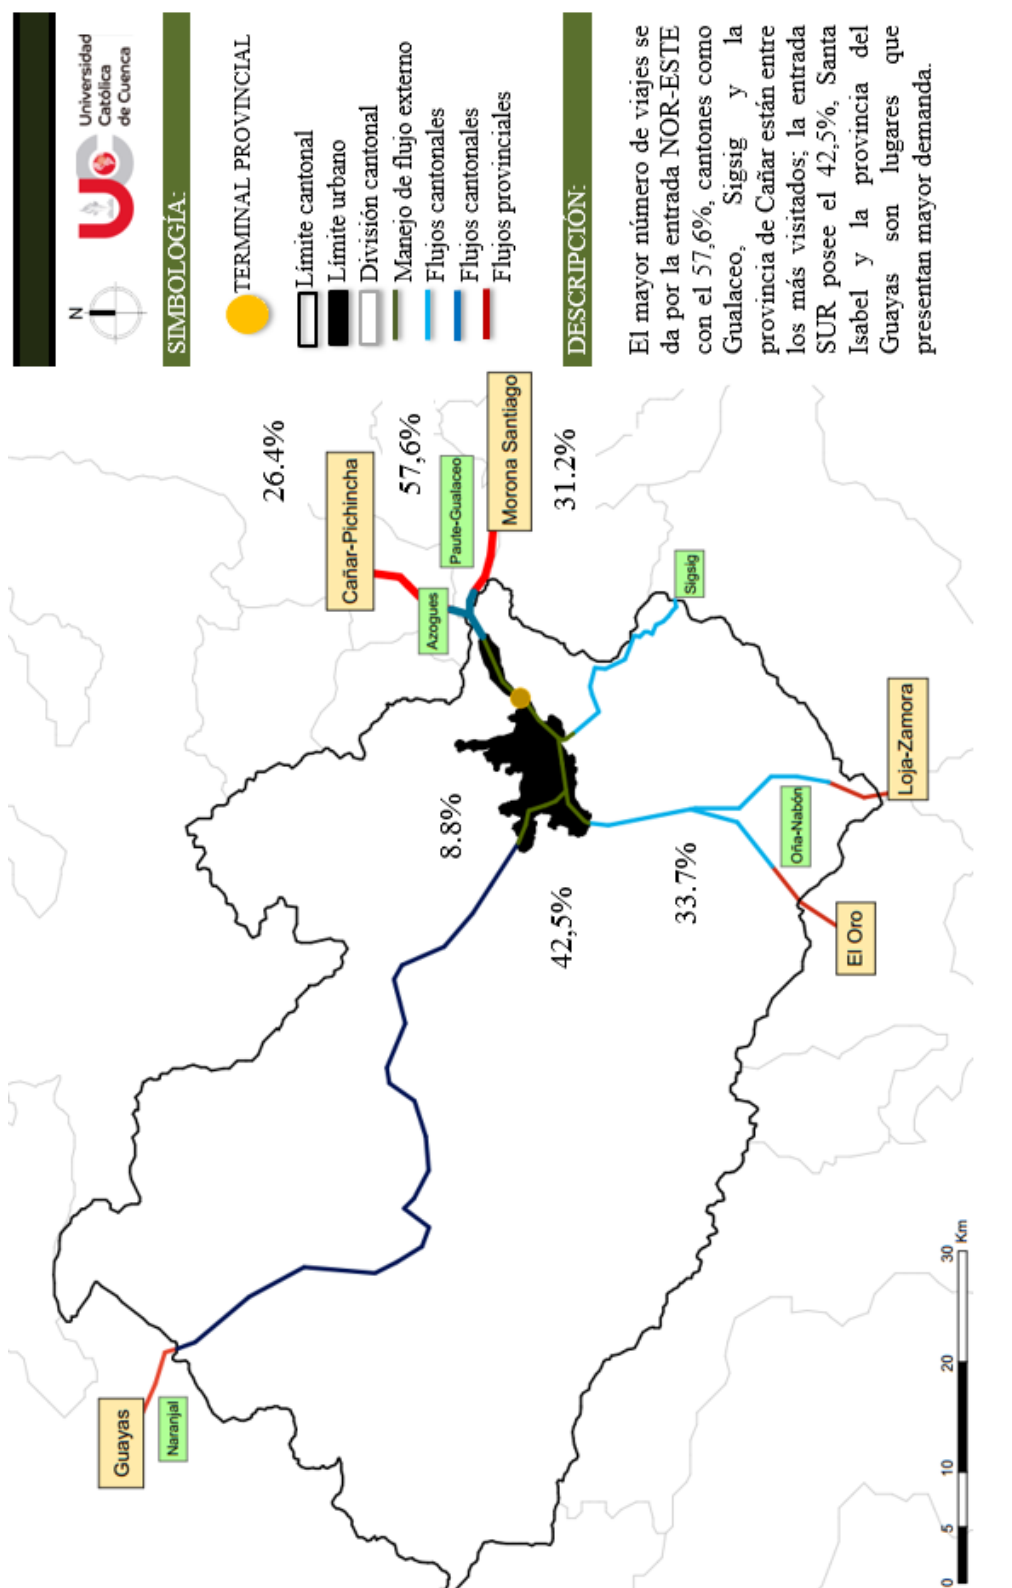 Universidad
Católica
de Cuenca
UC
N
SIMBOLOGÍA:
TERMINAL PROVINCIAL
Límite cantonal
Límite urbano
División cantonal
Manejo de flujo externo
Flujos cantonales
Flujos cantonales
Flujos provinciales
DESCRIPCIÓN:
El mayor número de viajes se
da por la entrada NOR-ESTE
con el 57,6%, cantones como
Gualaceo, Sigsig y la
provincia de Cañar están entre
los más visitados; la entrada
SUR posee el 42,5%, Santa
Isabel y la provincia del
Guayas son lugares que
presentan mayor demanda.
Guayas
Naranjal
26.4%
Cañar-Pichincha
57,6%
Azogues
Paute-Gualaceo
Morona Santiago
31.2%
8.8%
42,5%
33.7%
Sigsig
Oña-Nabón
El Oro
Loja-Zamora
0 5 10 20 30
Km